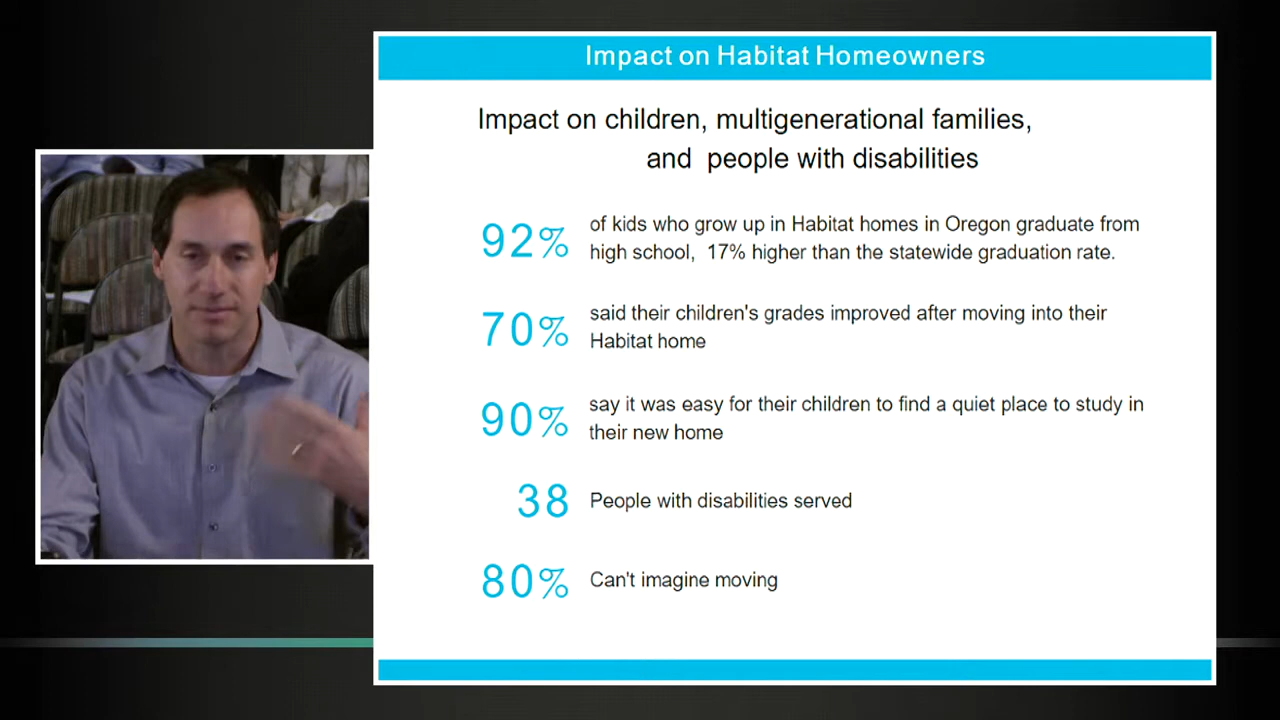 Impact on Habitat Homeowners
Impact on children, multigenerational families,
and people with disabilities
92%
of kids who grow up in Habitat homes in Oregon graduate from
high school, 17% higher than the statewide graduation rate.
70%
said their children's grades improved after moving into their
Habitat home
90%
say it was easy for their children to find a quiet place to study in
their new home
38
People with disabilities served
80%
Can't imagine moving